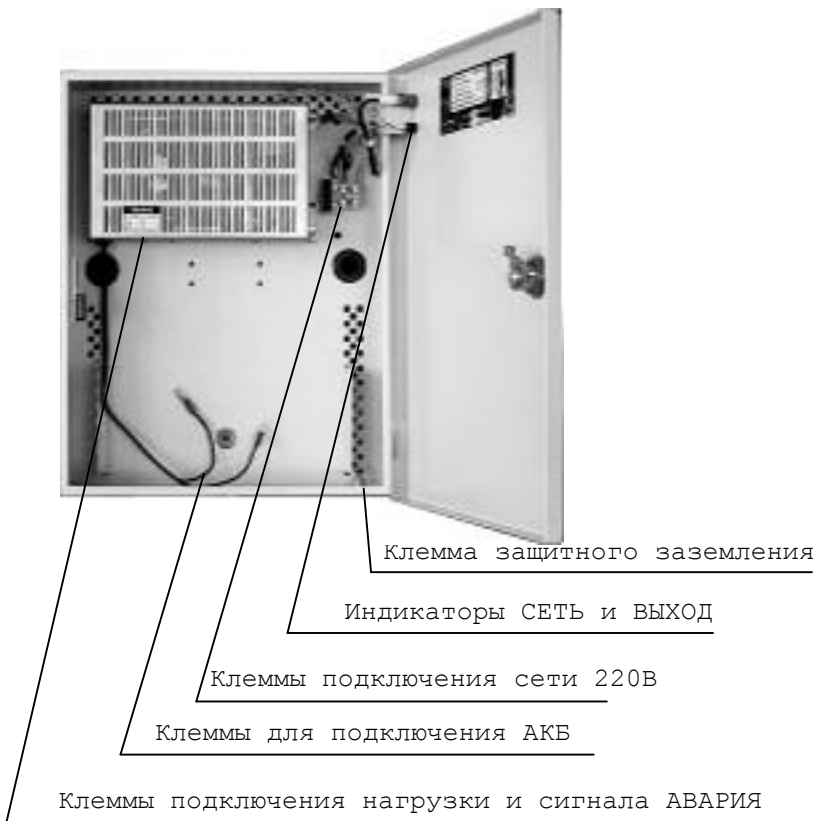 Клемма защитного заземления
Индикаторы СЕТЬ и ВЫХОД
Клеммы подключения сети 220В
Клеммы для подключения АКБ
Клеммы подключения нагрузки и сигнала АВАРИЯ